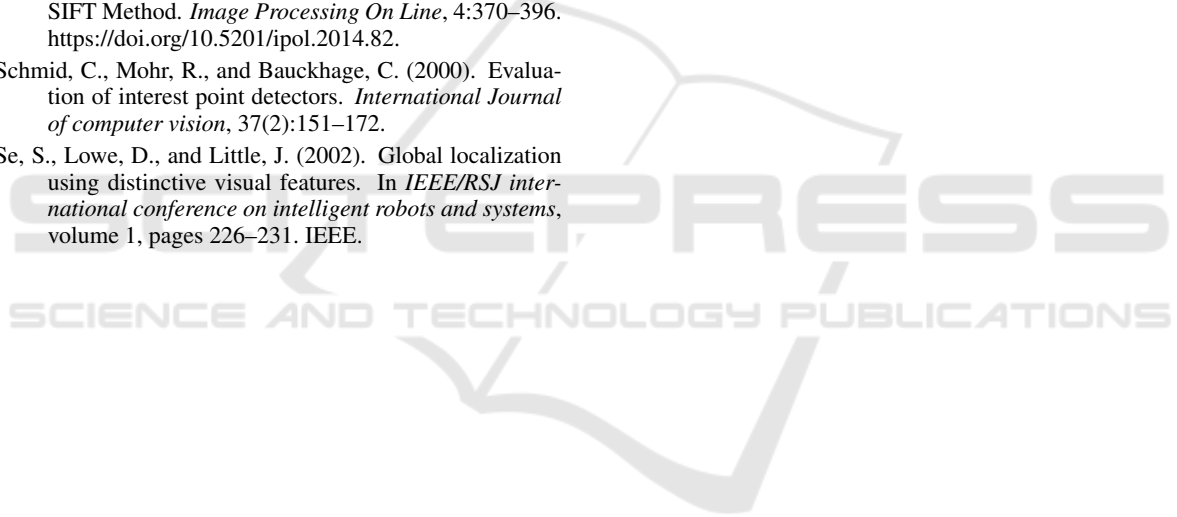 SIFT Method. Image Processing On Line, 4:370–396.
https://doi.org/10.5201/ipol.2014.82.
Schmid, C., Mohr, R., and Bauckhage, C. (2000). Evalua-
tion of interest point detectors. International Journal
of computer vision, 37(2):151–172.
Se, S., Lowe, D., and Little, J. (2002). Global localization
using distinctive visual features. In IEEE/RSJ inter-
national conference on intelligent robots and systems,
volume 1, pages 226–231. IEEE.
SCITEPRESS
SCIENCE AND TECHNOLOGY PUBLICATIONS